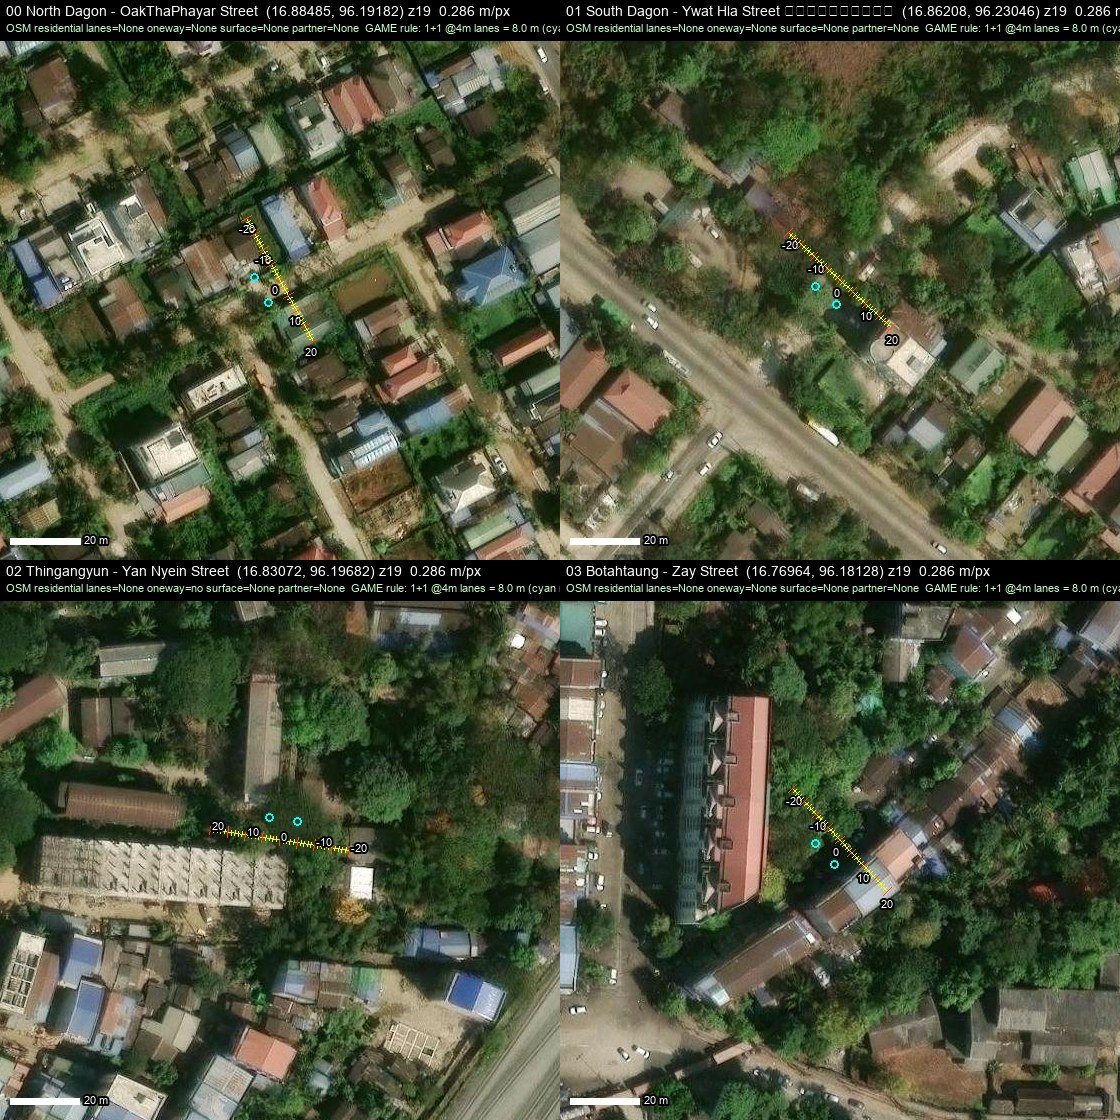 00 North Dagon - OakThaPhayar Street (16.88485, 96.19182) z19 0.286 m/px
OSM residential lanes=None oneway=None surface=None partner=None GAME rule: 1+1 @4m lanes = 8.0 m (cya
-20
-10
0
10
20
20 m
01 South Dagon - Ywat Hla Street (16.86208, 96.23046) z19 0.286 m
OSM residential lanes=None oneway=None surface=None partner=None GAME rule: 1+1 @4m lanes = 8.0 m (cya
-20
-10
0
10
20
20 m
02 Thingangyun - Yan Nyein Street (16.83072, 96.19682) z19 0.286 m/px
OSM residential lanes=None oneway=no surface=None partner=None GAME rule: 1+1 @4m lanes = 8.0 m (cyan
20
10
0
-10
-20
20 m
03 Botahtaung - Zay Street (16.76964, 96.18128) z19 0.286 m/px
OSM residential lanes=None oneway=None surface=None partner=None GAME rule: 1+1 @4m lanes = 8.0 m (cya
-20
-10
0
10
20
20 m